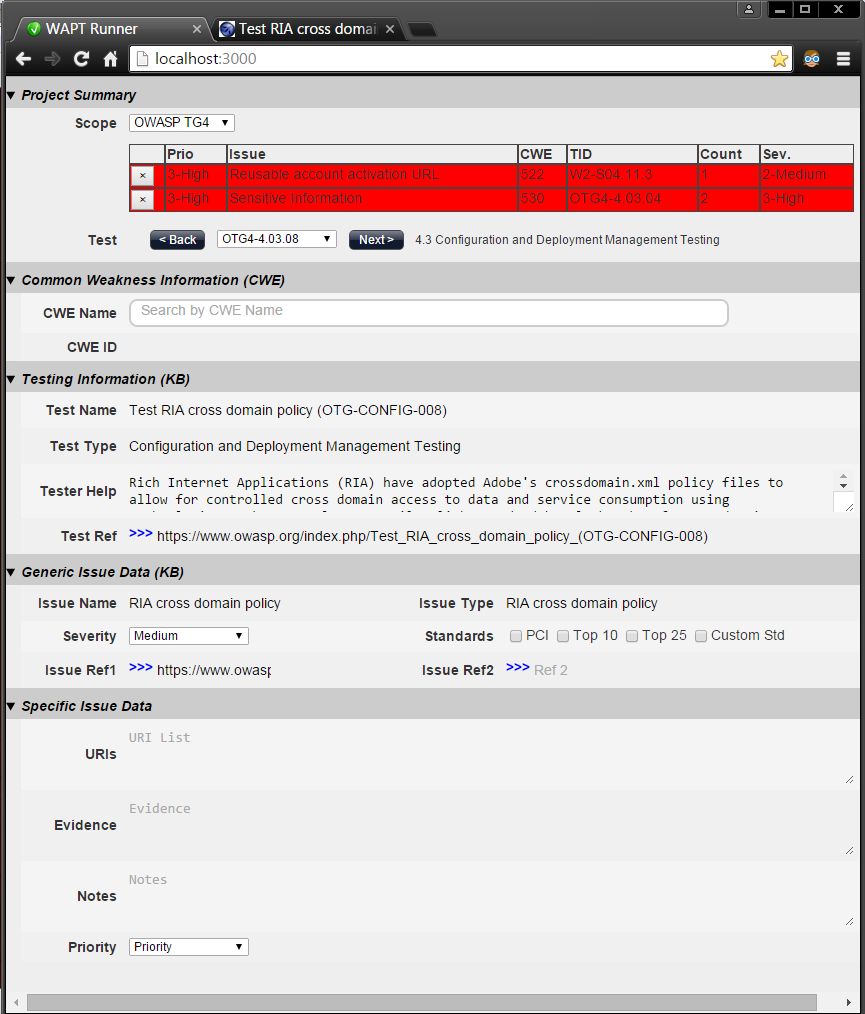 WAPT Runner
Test RIA cross domai
localhost:3000
Project Summary
Scope OWASP TG4
Prio Issue CWE TID Count Sev.
× 3-High Reusable account activation URL 522 W2-S04.11.3 1 2-Medium
× 3-High Sensitive Information 530 OTG4-4.03.04 2 3-High
Test < Back OTG4-4.03.08 Next > 4.3 Configuration and Deployment Management Testing
Common Weakness Information (CWE)
CWE Name Search by CWE Name
CWE ID
Testing Information (KB)
Test Name Test RIA cross domain policy (OTG-CONFIG-008)
Test Type Configuration and Deployment Management Testing
Tester Help Rich Internet Applications (RIA) have adopted Adobe's crossdomain.xml policy files to
allow for controlled cross domain access to data and service consumption using
Test Ref >>> https://www.owasp.org/index.php/Test_RIA_cross_domain_policy_(OTG-CONFIG-008)
Generic Issue Data (KB)
Issue Name RIA cross domain policy Issue Type RIA cross domain policy
Severity Medium Standards PCI Top 10 Top 25 Custom Std
Issue Ref1 >>> https://www.owasp Issue Ref2 >>> Ref 2
Specific Issue Data
URIs URI List
Evidence Evidence
Notes Notes
Priority Priority